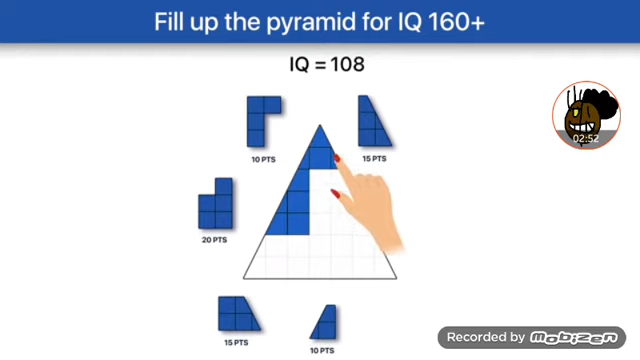 Fill up the pyramid for IQ 160+
IQ = 108
02:52
10 PTS
15 PTS
20 PTS
15 PTS
10 PTS
Recorded by mobizen